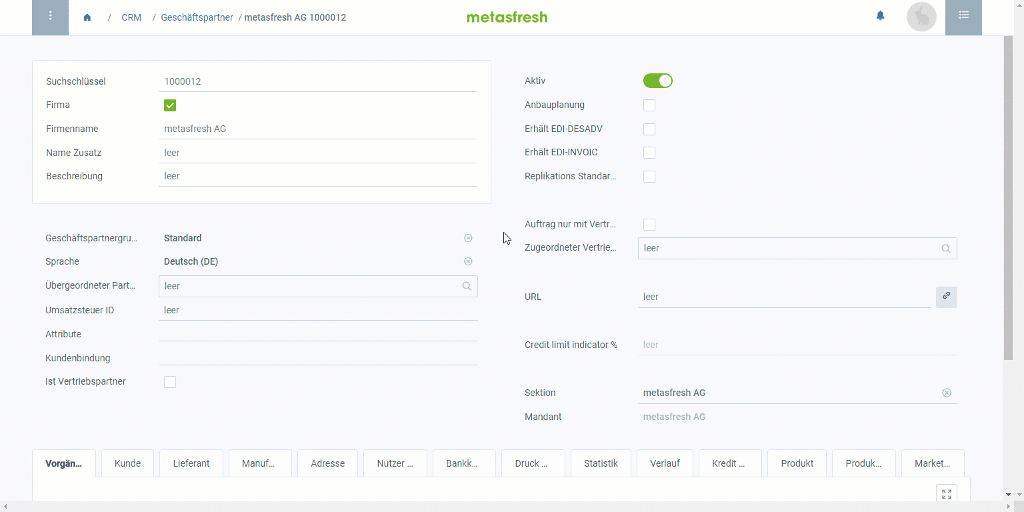 / CRM / Geschäftspartner / metasfresh AG 1000012
metasfresh
Suchschlüssel 1000012
Firma
Firmenname metasfresh AG
Name Zusatz leer
Beschreibung leer
Aktiv
Anbauplanung
Erhält EDI-DESADV
Erhält EDI-INVOIC
Replikations Standar...
Auftrag nur mit Vertr...
Zugeordneter Vertrie... leer
Geschäftspartnergru... Standard
Sprache Deutsch (DE)
Übergeordneter Part... leer
Umsatzsteuer ID leer
Attribute
Kundenbindung
Ist Vertriebspartner
URL leer
Credit limit indicator % leer
Sektion metasfresh AG
Mandant metasfresh AG
Vorgän... Kunde Lieferant Manuf... Adresse Nutzer ... Bankk... Druck ... Statistik Verlauf Kredit ... Produkt Produk... Market...